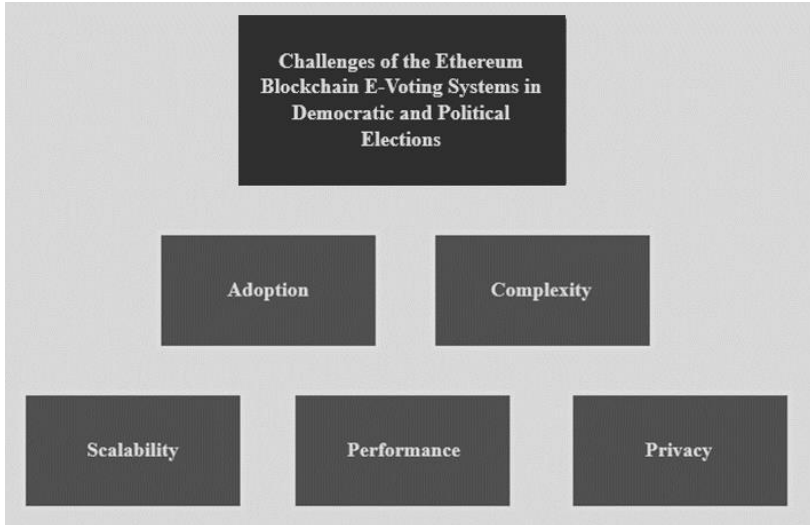 Challenges of the Ethereum
Blockchain E-Voting Systems in
Democratic and Political
Elections
Adoption
Complexity
Scalability
Performance
Privacy